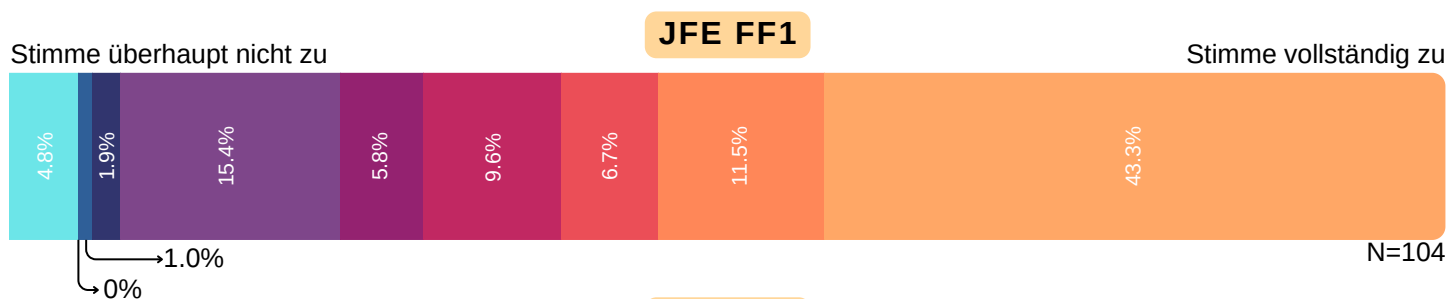 JFE FF1
Stimme überhaupt nicht zu
Stimme vollständig zu
4.8%
1.9%
15.4%
5.8%
9.6%
6.7%
11.5%
43.3%
1.0%
0%
N=104